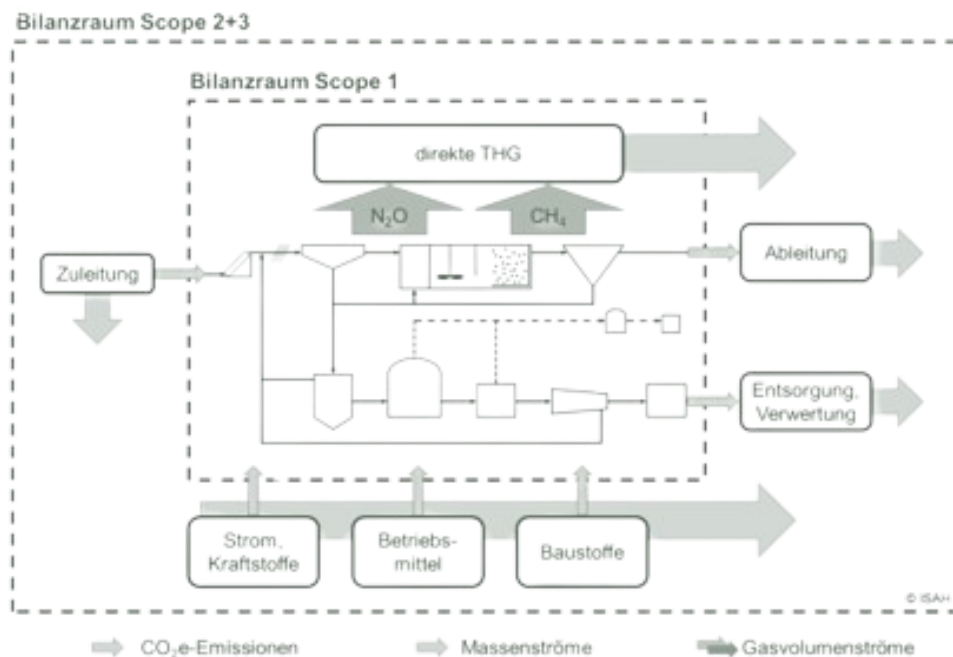 Bilanzraum Scope 2+3
Bilanzraum Scope 1
direkte THG
N₂O
CH₄
Zuleitung
Ableitung
Entsorgung,
Verwertung
Strom,
Kraftstoffe
Betriebs-
mittel
Baustoffe
© ISAH
CO₂e-Emissionen
Massenströme
Gasvolumenströme